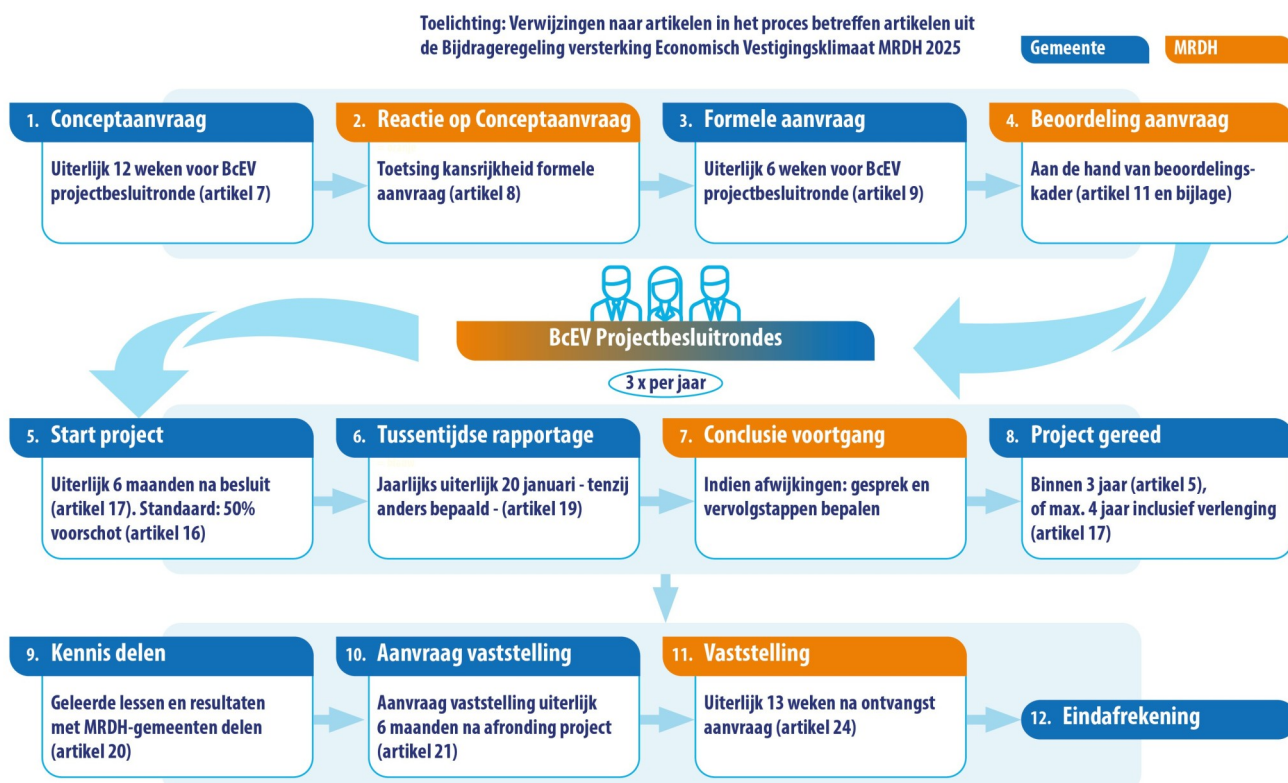 Toelichting: Verwijzingen naar artikelen in het proces betreffen artikelen uit
de Bijdrageregeling versterking Economisch Vestigingsklimaat MRDH 2025
Gemeente
MRDH
1. Conceptaanvraag
Uiterlijk 12 weken voor BcEV
projectbesluitronde (artikel 7)
2. Reactie op Conceptaanvraag
Toetsing kansrijkheid formele
aanvraag (artikel 8)
3. Formele aanvraag
Uiterlijk 6 weken voor BcEV
projectbesluitronde (artikel 9)
4. Beoordeling aanvraag
Aan de hand van beoordelings-
kader (artikel 11 en bijlage)
BcEV Projectbesluitrondes
3 x per jaar
5. Start project
Uiterlijk 6 maanden na besluit
(artikel 17). Standaard: 50%
voorschot (artikel 16)
6. Tussentijdse rapportage
Jaarlijks uiterlijk 20 januari - tenzij
anders bepaald - (artikel 19)
7. Conclusie voortgang
Indien afwijkingen: gesprek en
vervolgstappen bepalen
8. Project gereed
Binnen 3 jaar (artikel 5),
of max. 4 jaar inclusief verlenging
(artikel 17)
9. Kennis delen
Geleerde lessen en resultaten
met MRDH-gemeenten delen
(artikel 20)
10. Aanvraag vaststelling
Aanvraag vaststelling uiterlijk
6 maanden na afronding project
(artikel 21)
11. Vaststelling
Uiterlijk 13 weken na ontvangst
aanvraag (artikel 24)
12. Eindafrekening